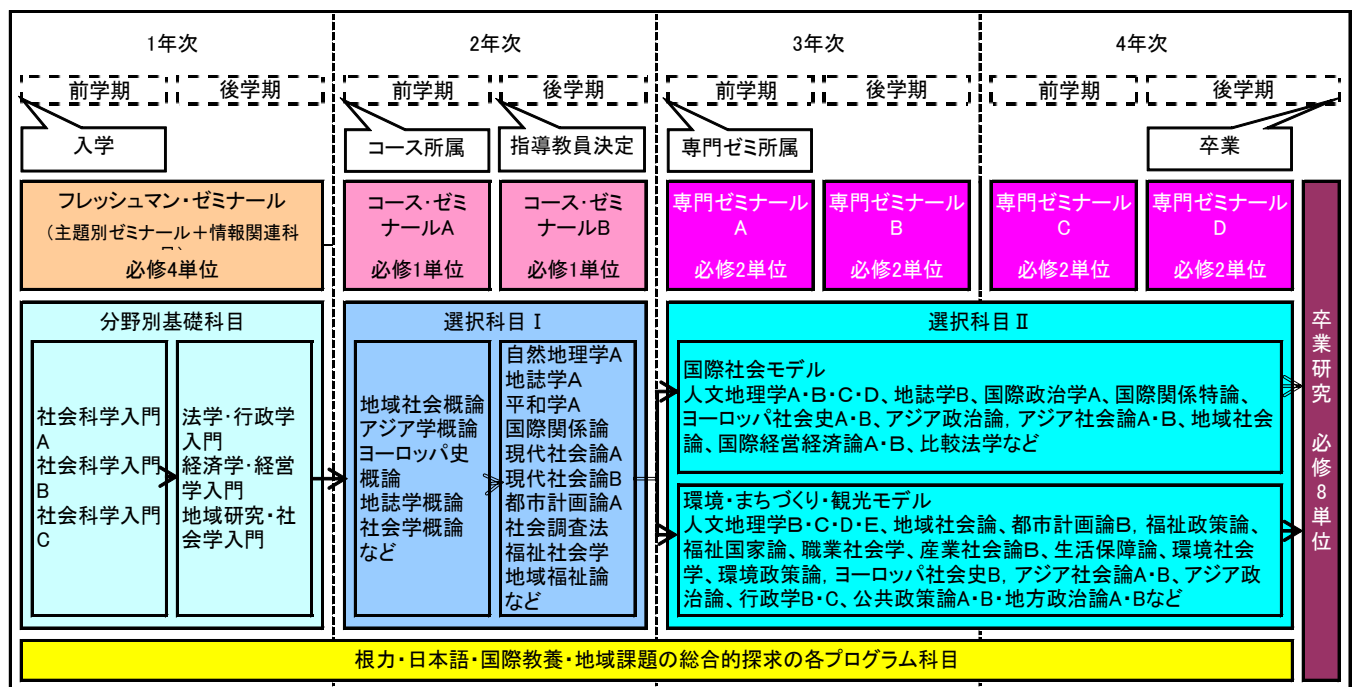 1年次
2年次
3年次
4年次
前学期
後学期
前学期
後学期
前学期
後学期
前学期
後学期
入学
コース所属
指導教員決定
専門ゼミ所属
卒業
フレッシュマン・ゼミナール
(主題別ゼミナール+情報関連科
必修4単位
コース・ゼミ
ナールA
必修1単位
コース・ゼミ
ナールB
必修1単位
専門ゼミナール
A
必修2単位
専門ゼミナール
B
必修2単位
専門ゼミナール
C
必修2単位
専門ゼミナール
D
必修2単位
分野別基礎科目
社会科学入門
A
社会科学入門
B
社会科学入門
C
法学・行政学
入門
経済学・経営
学入門
地域研究・社
会学入門
選択科目Ⅰ
地域社会概論
アジア学概論
ヨーロッパ史
概論
地誌学概論
社会学概論
など
自然地理学A
地誌学A
平和学A
国際関係論
現代社会論A
現代社会論B
都市計画論A
社会調査法
福祉社会学
地域福祉論
など
選択科目Ⅱ
国際社会モデル
人文地理学A・B・C・D、地誌学B、国際政治学A、国際関係特論、
ヨーロッパ社会史A・B、アジア政治論, アジア社会論A・B、地域社会
論、国際経営経済論A・B、比較法学など
環境・まちづくり・観光モデル
人文地理学B・C・D・E、地域社会論、都市計画論B, 福祉政策論、
福祉国家論、職業社会学、産業社会論B、生活保障論、環境社会
学、環境政策論, ヨーロッパ社会史B, アジア社会論A・B、アジア政
治論、行政学B・C、公共政策論A・B・地方政治論A・Bなど
卒業研究 必修8単位
根力・日本語・国際教養・地域課題の総合的探求の各プログラム科目